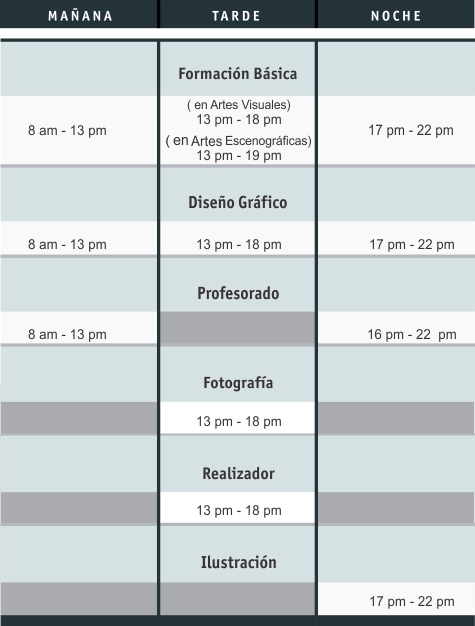 MAÑANA TARDE NOCHE
Formación Básica
( en Artes Visuales)
13 pm - 18 pm
8 am - 13 pm
17 pm - 22 pm
( en Artes Escenográficas)
13 pm - 19 pm
Diseño Gráfico
8 am - 13 pm 13 pm - 18 pm 17 pm - 22 pm
Profesorado
8 am - 13 pm 16 pm - 22 pm
Fotografía
13 pm - 18 pm
Realizador
13 pm - 18 pm
Ilustración
17 pm - 22 pm